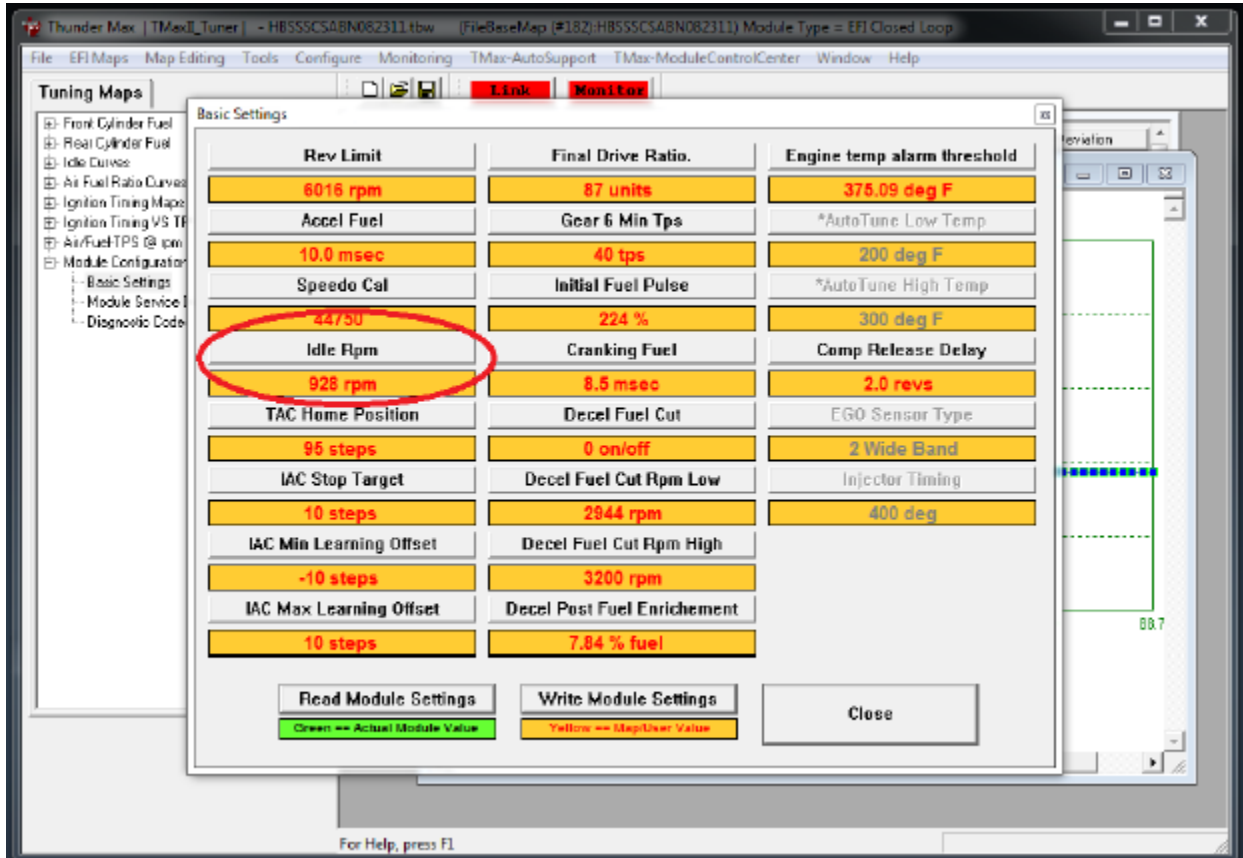 Thunder Max | TMaxII_Tuner | - HBSSSCSABN082311.tbw (FileBaseMap (#182):HBSSSCSABN082311) Module Type = EFI Closed Loop
File EFI Maps Map Editing Tools Configure Monitoring TMax-AutoSupport TMax-ModuleControlCenter Window Help
Tuning Maps
Link Monitor
Front Cylinder Fuel
Rear Cylinder Fuel
Idle Curves
Air Fuel Ratio Curves
Ignition Timing Maps
Ignition Timing VS
Air/Fuel-TPS @ rpm
Module Configuration
Basic Settings
Module Service
Diagnostic Code
Basic Settings
Rev Limit Final Drive Ratio. Engine temp alarm threshold
6016 rpm 87 units 375.09 deg F
Accel Fuel Gear 6 Min Tps *AutoTune Low Temp
10.0 msec 40 tps 200 deg F
Speedo Cal Initial Fuel Pulse *AutoTune High Temp
44750 224 % 300 deg F
Idle Rpm Cranking Fuel Comp Release Delay
928 rpm 8.5 msec 2.0 revs
TAC Home Position Decel Fuel Cut EGO Sensor Type
95 steps 0 on/off 2 Wide Band
IAC Stop Target Decel Fuel Cut Rpm Low Injector Timing
10 steps 2944 rpm 400 deg
IAC Min Learning Offset Decel Fuel Cut Rpm High
-10 steps 3200 rpm
IAC Max Learning Offset Decel Post Fuel Enrichement
10 steps 7.84 % fuel
Read Module Settings Write Module Settings Close
Green == Actual Module Value Yellow == Map/User Value
88.7
For Help, press F1